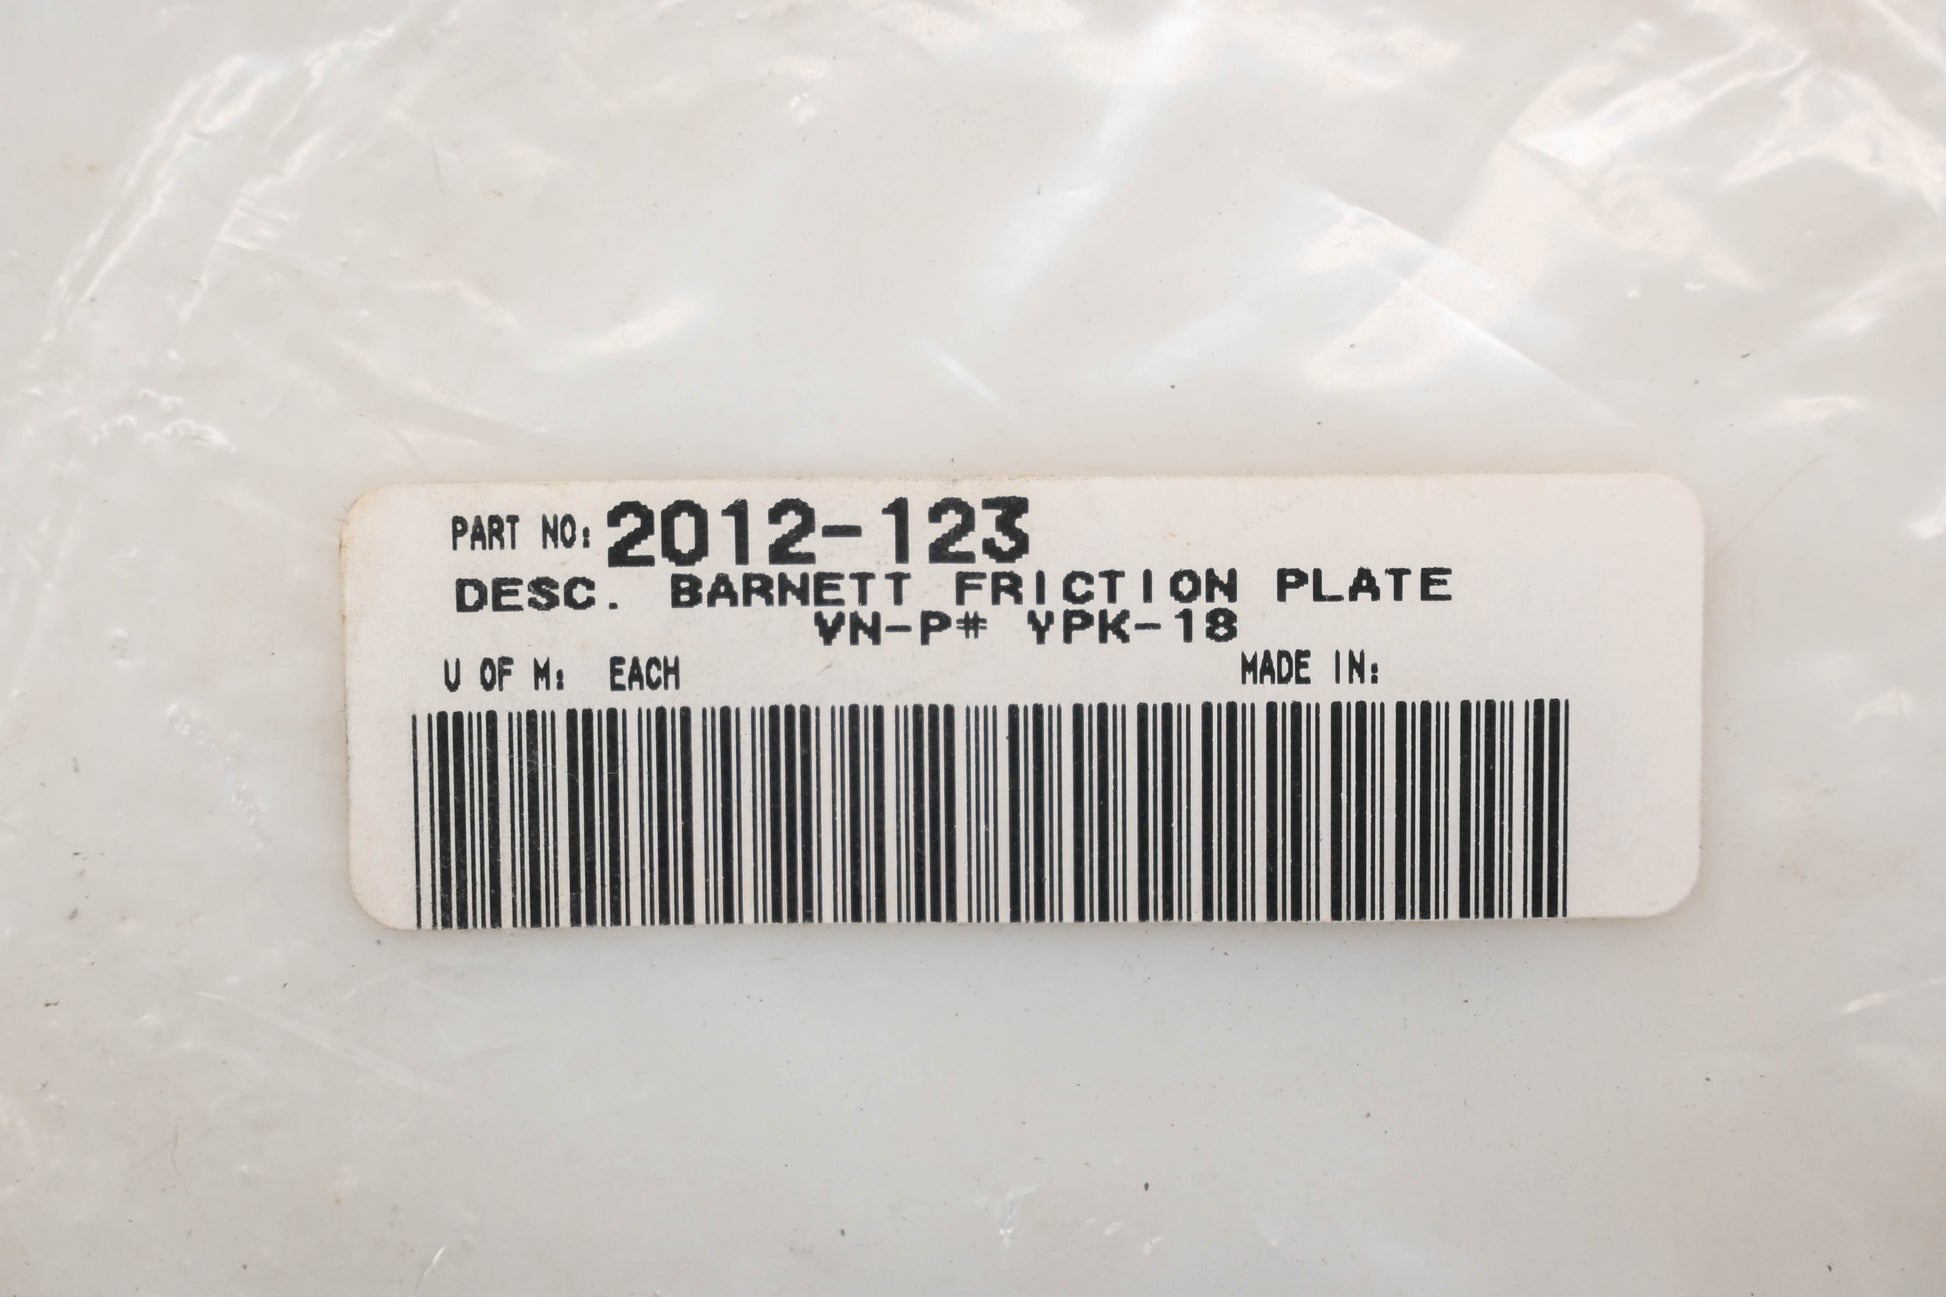 PART NO: 2012-123
DESC. BARNETT FRICTION PLATE
VN-P# YPK-18
U OF M: EACH MADE IN: